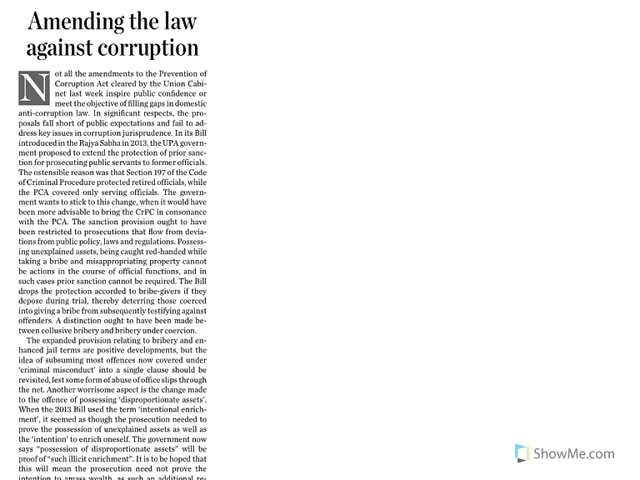 Amending the law
against corruption
Not all the amendments to the Prevention of
Corruption Act cleared by the Union Cabi-
net last week inspire public confidence or
meet the objective of filling gaps in domestic
anti-corruption law. In significant respects, the pro-
posals fall short of public expectations and fail to ad-
dress key issues in corruption jurisprudence. In its Bill
introduced in the Rajya Sabha in 2013, the UPA govern-
ment proposed to extend the protection of prior sanc-
tion for prosecuting public servants to former officials.
The ostensible reason was that Section 197 of the Code
of Criminal Procedure protected retired officials, while
the PCA covered only serving officials. The govern-
ment wants to stick to this change, when it would have
been more advisable to bring the CrPC in consonance
with the PCA. The sanction provision ought to have
been restricted to prosecutions that flow from devia-
tions from public policy, laws and regulations. Possess-
ing unexplained assets, being caught red-handed while
taking a bribe and misappropriating property cannot
be actions in the course of official functions, and in
such cases prior sanction cannot be required. The Bill
drops the protection accorded to bribe-givers if they
depose during trial, thereby deterring those coerced
into giving a bribe from subsequently testifying against
offenders. A distinction ought to have been made be-
tween collusive bribery and bribery under coercion.
The expanded provision relating to bribery and en-
hanced jail terms are positive developments, but the
idea of subsuming most offences now covered under
'criminal misconduct' into a single clause should be
revisited, lest some form of abuse of office slips through
the net. Another worrisome aspect is the change made
to the offence of possessing 'disproportionate assets'.
When the 2013 Bill used the term 'intentional enrich-
ment', it seemed as though the prosecution needed to
prove the possession of unexplained assets as well as
the 'intention' to enrich oneself. The government now
says "possession of disproportionate assets" will be
proof of "such illicit enrichment". It is to be hoped that
this will mean the prosecution need not prove the
intention to amass wealth, as such an additional re-
ShowMe.com